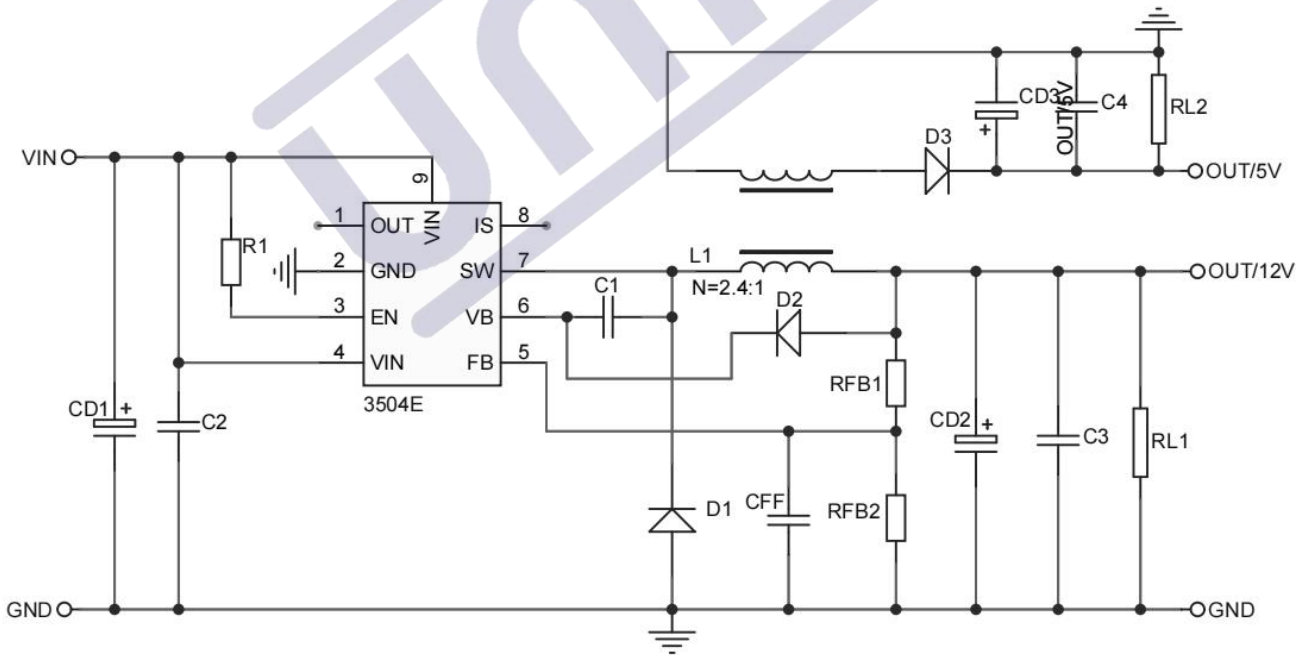 CD3
OUT/5V
C4
RL2
D3
OUT/5V
VIN
9
1
OUT
VIN
IS
8
R1
2
GND
SW
7
L1
N=2.4:1
OUT/12V
3
EN
VB
6
C1
D2
4
VIN
FB
5
3504E
RFB1
CD1
+
C2
CD2
+
C3
RL1
+
D1
CFF
RFB2
GND
GND